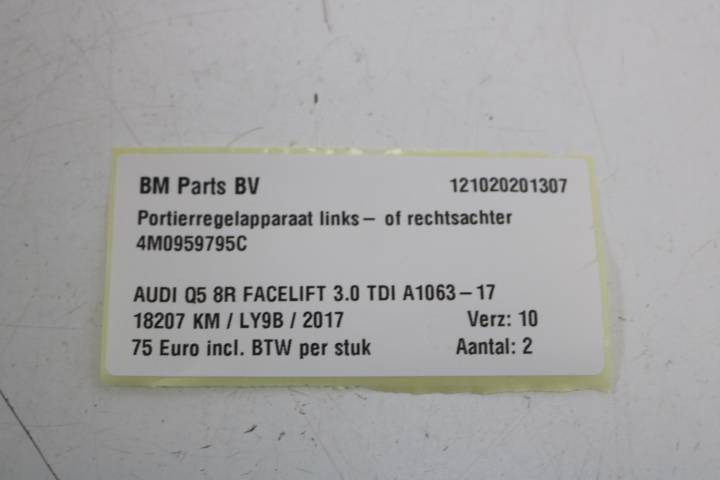 BM Parts BV 121020201307
Portierregelapparaat links- of rechtsachter
4M0959795C
AUDI Q5 8R FACELIFT 3.0 TDI A1063-17
18207 KM / LY9B / 2017 Verz: 10
75 Euro incl. BTW per stuk Aantal: 2